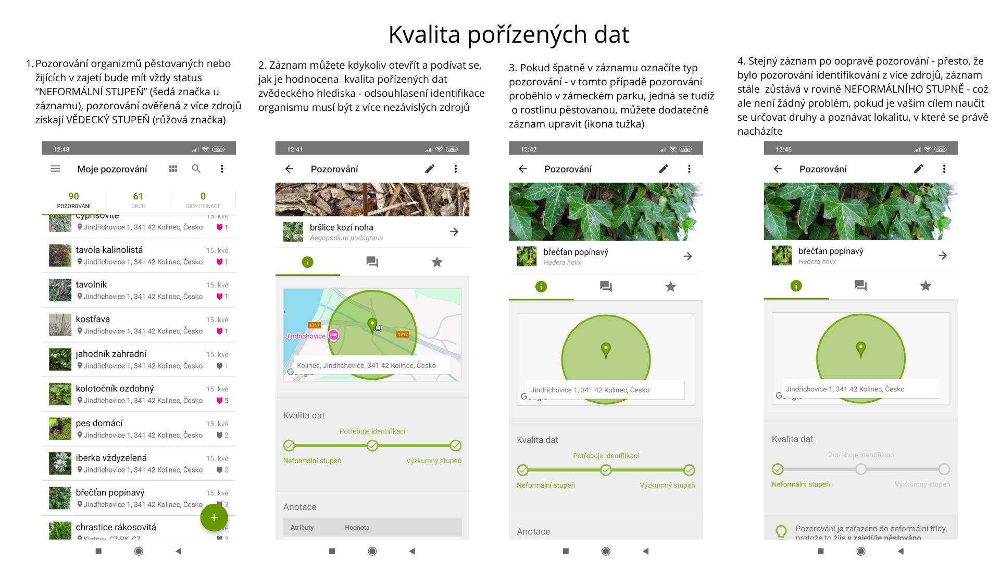 Kvalita pořízených dat
1. Pozorování organizmů pěstovaných nebo
žijících v zajetí bude mít vždy status
“NEFORMÁLNÍ STUPEŇ” (šedá značka u
záznamu), pozorování ověřená z více zdrojů
získají VĚDECKÝ STUPEŇ (růžová značka)
2. Záznam můžete kdykoliv otevřít a podívat se,
jak je hodnocena kvalita pořízených dat
zvědeckého hlediska - odsouhlasení identifikace
organismu musí být z více nezávislých zdrojů
3. Pokud špatně v záznamu označíte typ
pozorování - v tomto případě pozorování
proběhlo v zámeckém parku, jedná se tudíž
o rostlinu pěstovanou, můžete dodatečně
záznam upravit (ikona tužka)
4. Stejný záznam po oopravě pozorování - přesto, že
bylo pozorování identifikování z více zdrojů, záznam
stále zůstává v rovině NEFORMÁLNÍHO STUPNĚ - což
ale není žádný problém, pokud je vaším cílem naučit
se určovat druhy a poznávat lokalitu, v které se právě
nacházíte
12:48 92
Moje pozorování
90 61 0
POZOROVÁNÍ DRUH IDENTIFIKACE
cypřišovité 15. kvě
Jindřichovice 1, 341 42 Kolinec, Česko 1
tavola kalinolistá 15. kvě
Jindřichovice 1, 341 42 Kolinec, Česko 1
tavolník 15. kvě
Jindřichovice 1, 341 42 Kolinec, Česko 1
kostřava 15. kvě
Jindřichovice 1, 341 42 Kolinec, Česko 1
jahodník zahradní 15. kvě
Jindřichovice 1, 341 42 Kolinec, Česko 1
kolotočník ozdobný 15. kvě
Jindřichovice 1, 341 42 Kolinec, Česko 5
pes domácí 15. kvě
Jindřichovice 1, 341 42 Kolinec, Česko 2
iberka vždyzelená 15. kvě
Jindřichovice 1, 341 42 Kolinec, Česko 2
břečťan popínavý 15. kvě
Jindřichovice 1, 341 42 Kolinec, Česko 3
chrastice rákosovitá vě
Klatovy, CZ-PK, CZ 3
12:41 94
Pozorování
bršlice kozí noha
Aegopodium podagraria
1717
1717
Jindřichovice
Kolinec, Jindřichovice, 341 42 Kolinec, Česko
Google
Kvalita dat
Potřebuje identifikaci
Neformální stupeň Výzkumný stupeň
Anotace
Atributy Hodnota
12:42 94
Pozorování
břečťan popínavý
Hedera helix
Jindřichovice 1, 341 42 Kolinec, Česko
Google
Kvalita dat
Potřebuje identifikaci
Neformální stupeň Výzkumný stupeň
Anotace
12:45 93
Pozorování
břečťan popínavý
Hedera helix
Jindřichovice 1, 341 42 Kolinec, Česko
Google
Kvalita dat
Potřebuje identifikaci
Neformální stupeň Výzkumný stupeň
Pozorování je zařazeno do neformální třídy,
protože to žije v zajetí/je pěstováno